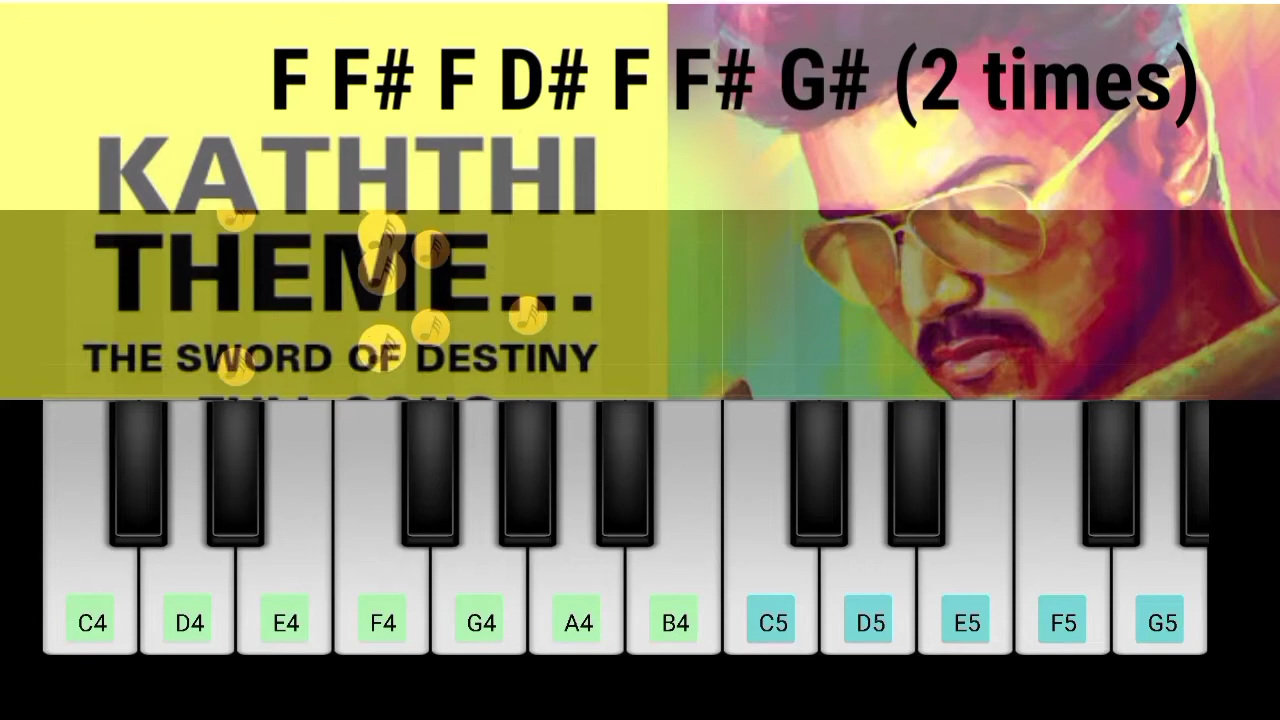 F F# F D# F F# G# (2 times)
KATHTHI
THEME...
THE SWORD OF DESTINY
C4 D4 E4 F4 G4 A4 B4 C5 D5 E5 F5 G5